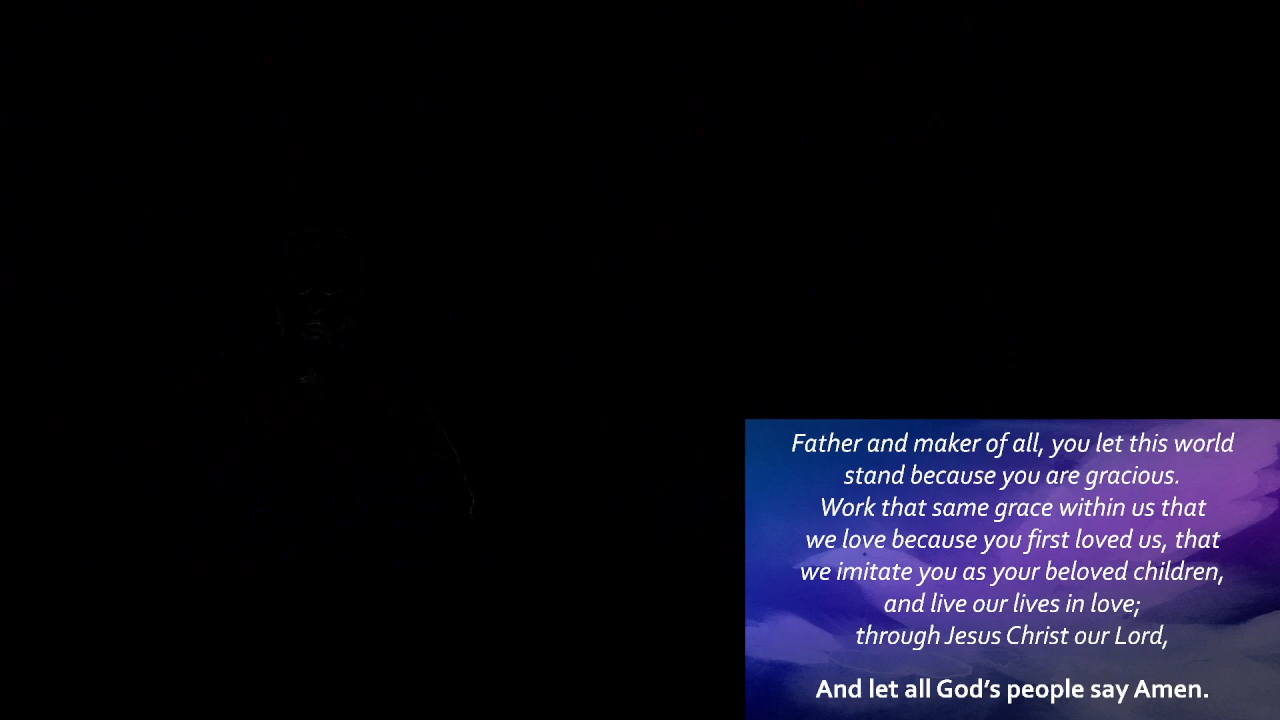 Father and maker of all, you let this world
stand because you are gracious.
Work that same grace within us that
we love because you first loved us, that
we imitate you as your beloved children,
and live our lives in love;
through Jesus Christ our Lord,
And let all God’s people say Amen.